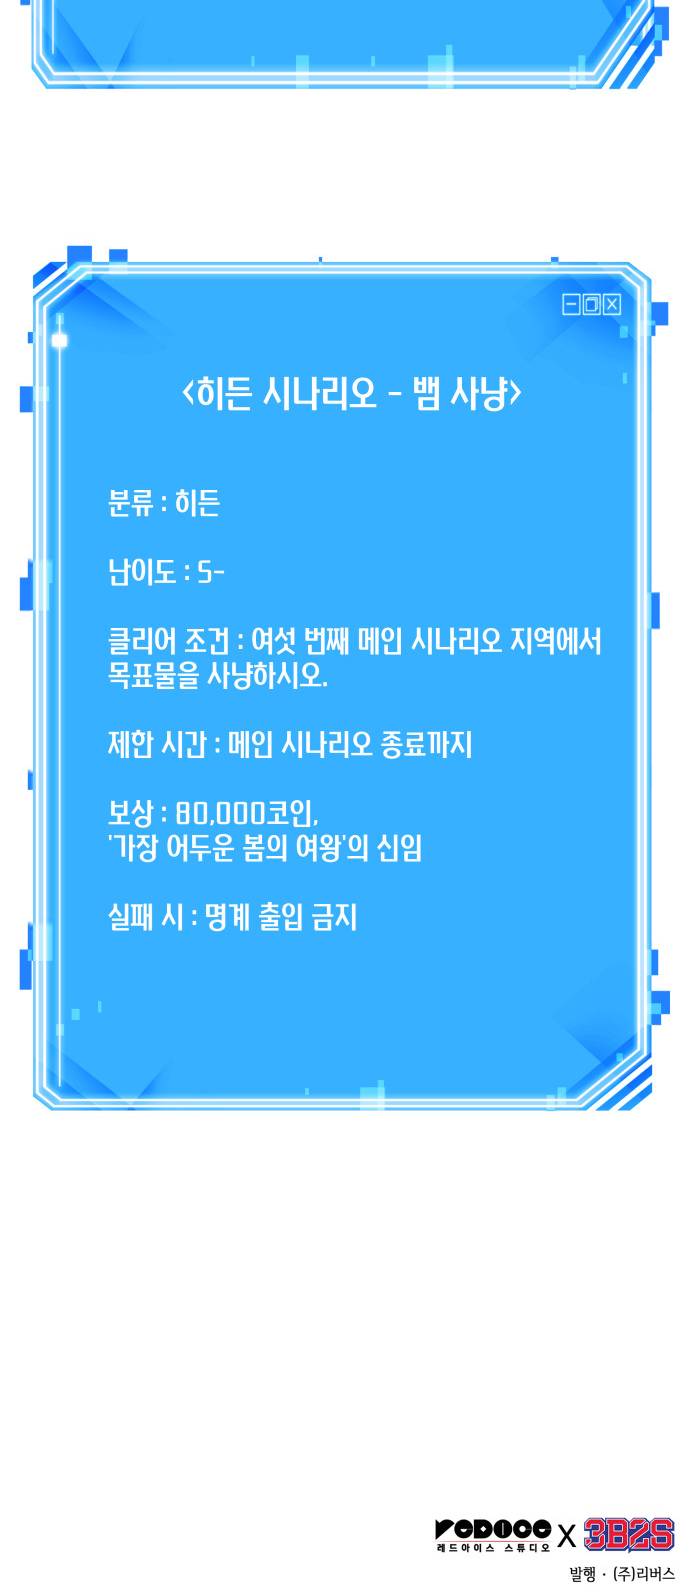 <히든 시나리오 - 뱀 사냥>
분류 : 히든
난이도 : S-
클리어 조건 : 여섯 번째 메인 시나리오 지역에서
목표물을 사냥하시오.
제한 시간 : 메인 시나리오 종료까지
보상 : 80,000코인,
'가장 어두운 봄의 여왕'의 신임
실패 시 : 명계 출입 금지
REDICE X 3B2S
레드아이스 스튜디오
발행 · (주)리버스